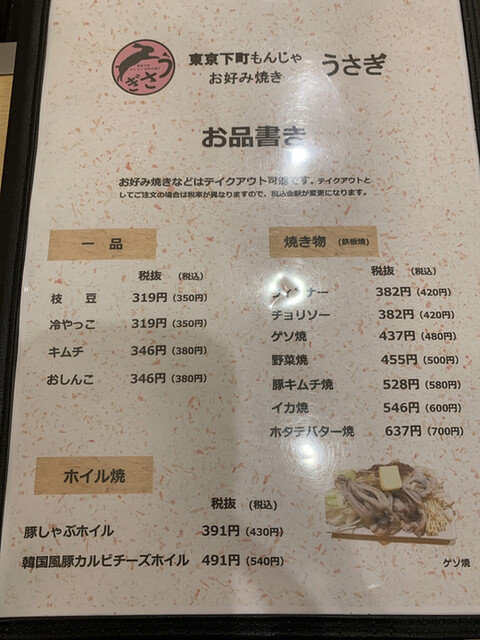 うさぎ
東京下町もんじゃ
お好み焼き
うさぎ
お品書き
お好み焼きなどはテイクアウト可能です。テイクアウトと
してご注文の場合は税率が異なりますので、税込金額が変更になります。
一品
税抜 (税込)
枝豆 319円(350円)
冷やっこ 319円(350円)
キムチ 346円(380円)
おしんこ 346円(380円)
焼き物 (鉄板焼)
税抜 (税込)
ナー 382円(420円)
チョリソー 382円(420円)
ゲソ焼 437円(480円)
野菜焼 455円(500円)
豚キムチ焼 528円(580円)
イカ焼 546円(600円)
ホタテバター焼 637円(700円)
ホイル焼
税抜 (税込)
豚しゃぶホイル 391円(430円)
韓国風豚カルビチーズホイル 491円(540円)
ゲソ焼